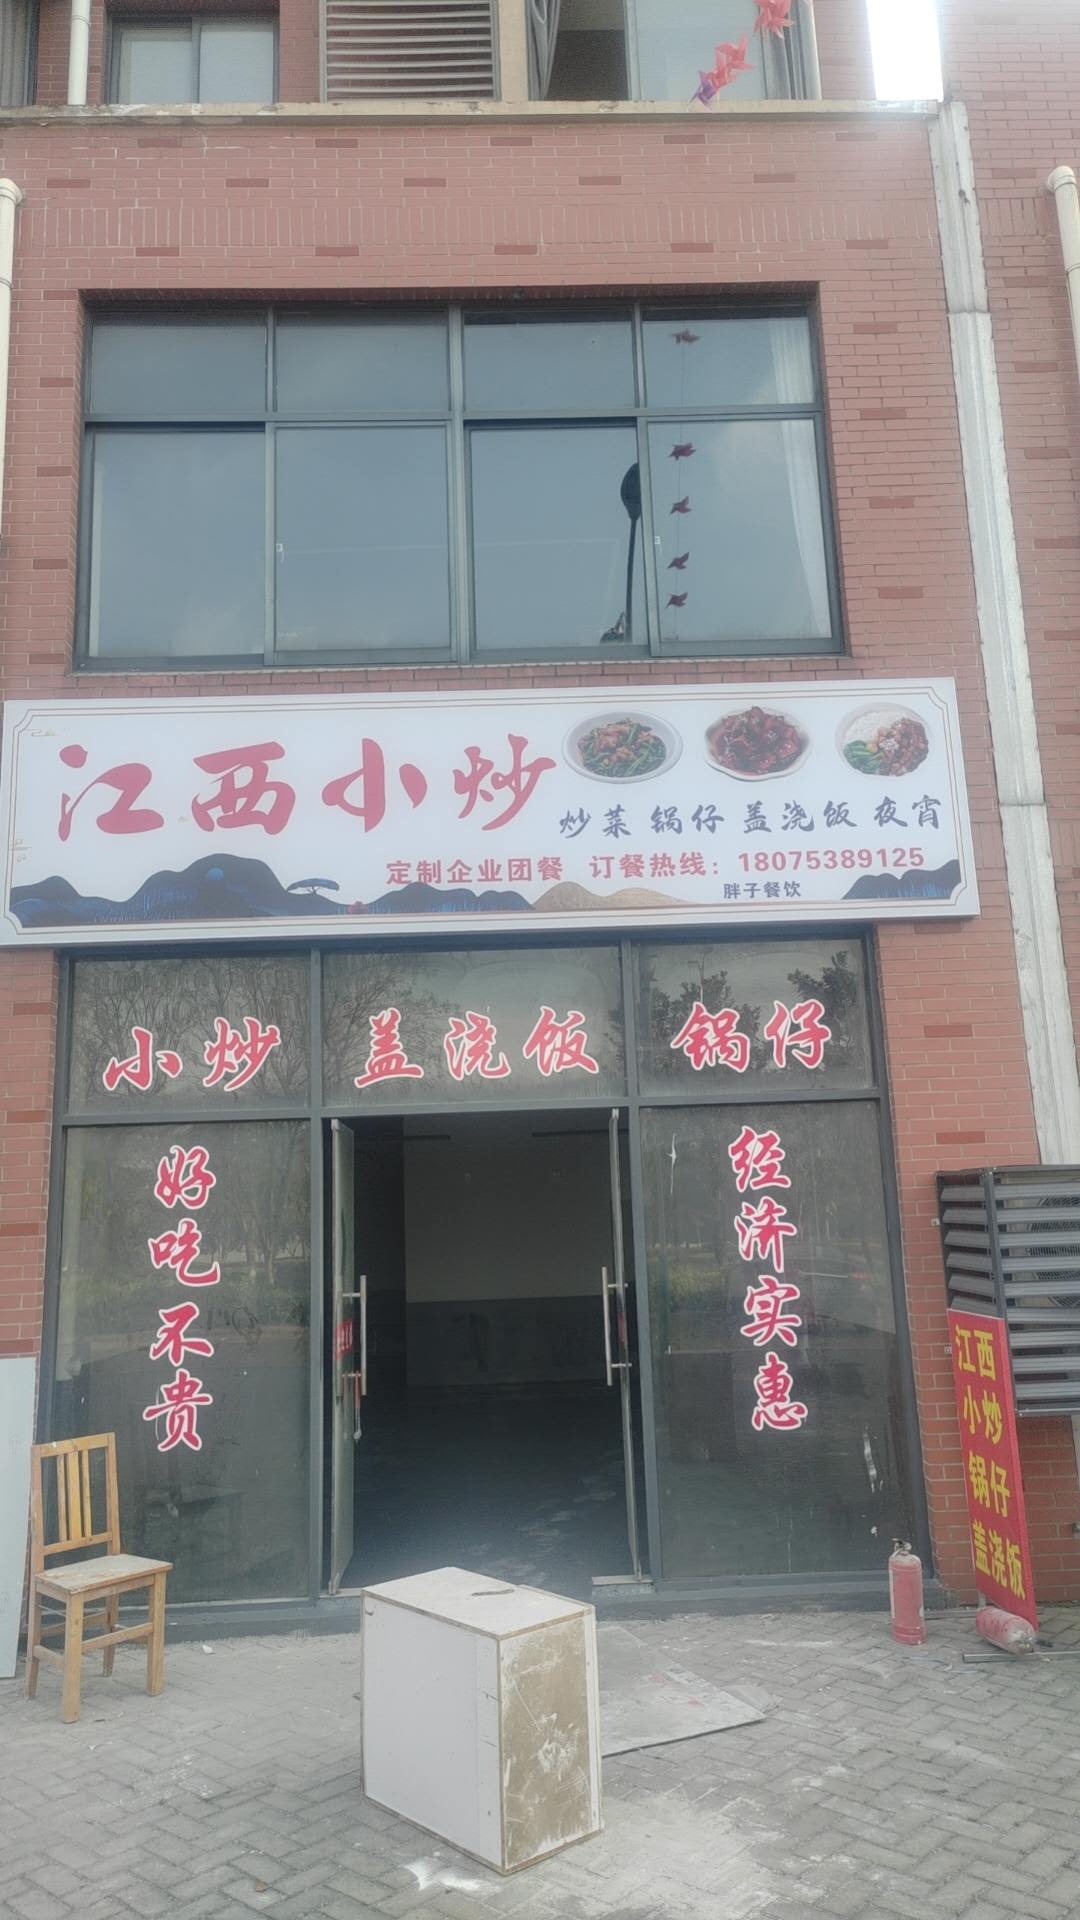 江西小炒
炒菜 锅仔 盖浇饭 夜宵
定制企业团餐 订餐热线：18075389125
胖子餐饮
小炒 盖浇饭 锅仔
好吃不贵
经济实惠
江西
小炒
锅仔
盖浇饭